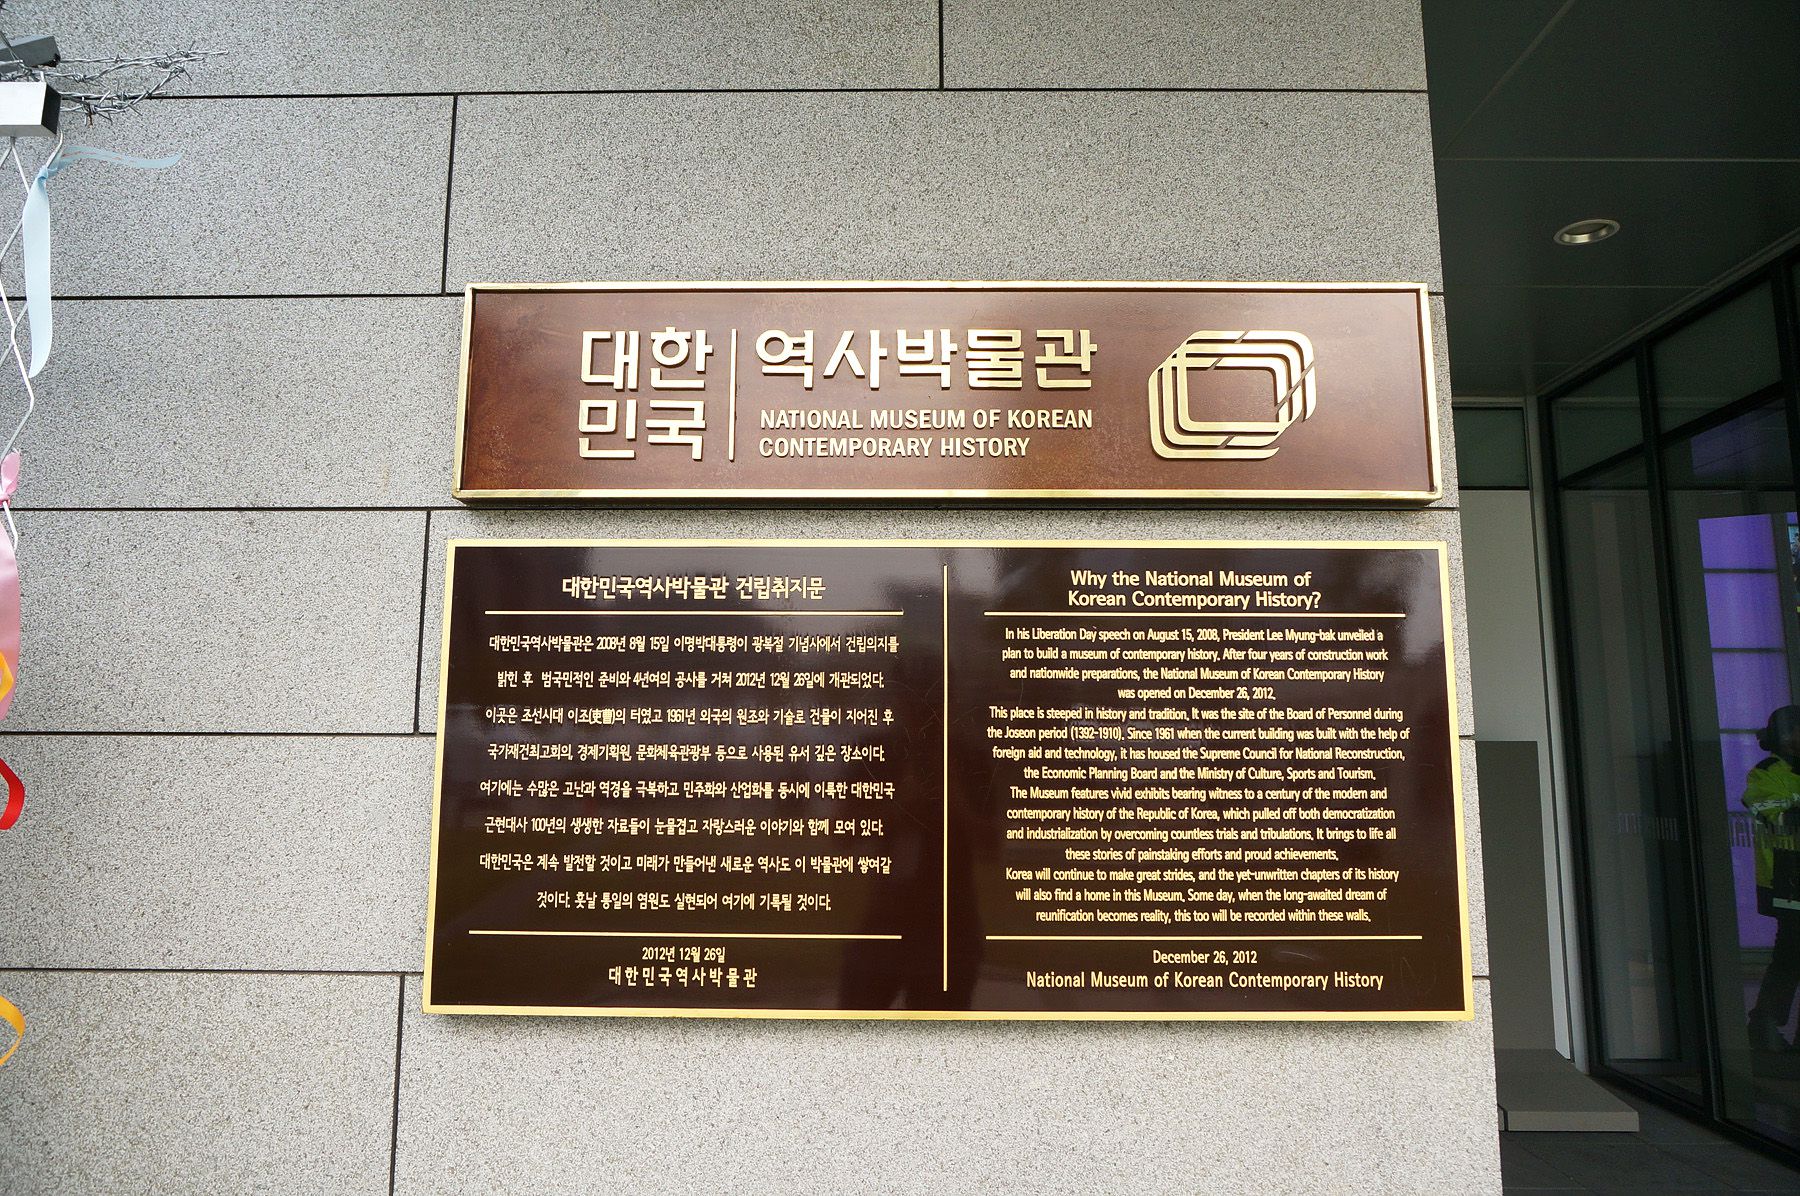 대한
민국
역사박물관
NATIONAL MUSEUM OF KOREAN
CONTEMPORARY HISTORY
대한민국역사박물관 건립취지문
대한민국역사박물관은 2008년 8월 15일 이명박대통령이 광복절 기념사에서 건립의지를
밝힌 후 범국민적인 준비와 4년여의 공사를 거쳐 2012년 12월 26일에 개관되었다.
이곳은 조선시대 이조(吏曹)의 터였고 1961년 외국의 원조와 기술로 건물이 지어진 후
국가재건최고회의, 경제기획원, 문화체육관광부 등으로 사용된 유서 깊은 장소이다.
여기에는 수많은 고난과 역경을 극복하고 민주화와 산업화를 동시에 이룩한 대한민국
근현대사 100년의 생생한 자료들이 눈물겹고 자랑스러운 이야기와 함께 모여 있다.
대한민국은 계속 발전할 것이고 미래가 만들어낸 새로운 역사도 이 박물관에 쌓여갈
것이다. 훗날 통일의 염원도 실현되어 여기에 기록될 것이다.
2012년 12월 26일
대한민국역사박물관
Why the National Museum of
Korean Contemporary History?
In his Liberation Day speech on August 15, 2008, President Lee Myung-bak unveiled a
plan to build a museum of contemporary history. After four years of construction work
and nationwide preparations, the National Museum of Korean Contemporary History
was opened on December 26, 2012.
This place is steeped in history and tradition. It was the site of the Board of Personnel during
the Joseon period (1392-1910). Since 1961 when the current building was built with the help of
foreign aid and technology, it has housed the Supreme Council for National Reconstruction,
the Economic Planning Board and the Ministry of Culture, Sports and Tourism.
The Museum features vivid exhibits bearing witness to a century of the modern and
contemporary history of the Republic of Korea, which pulled off both democratization
and industrialization by overcoming countless trials and tribulations. It brings to life all
these stories of painstaking efforts and proud achievements.
Korea will continue to make great strides, and the yet-unwritten chapters of its history
will also find a home in this Museum. Some day, when the long-awaited dream of
reunification becomes reality, this too will be recorded within these walls.
December 26, 2012
National Museum of Korean Contemporary History